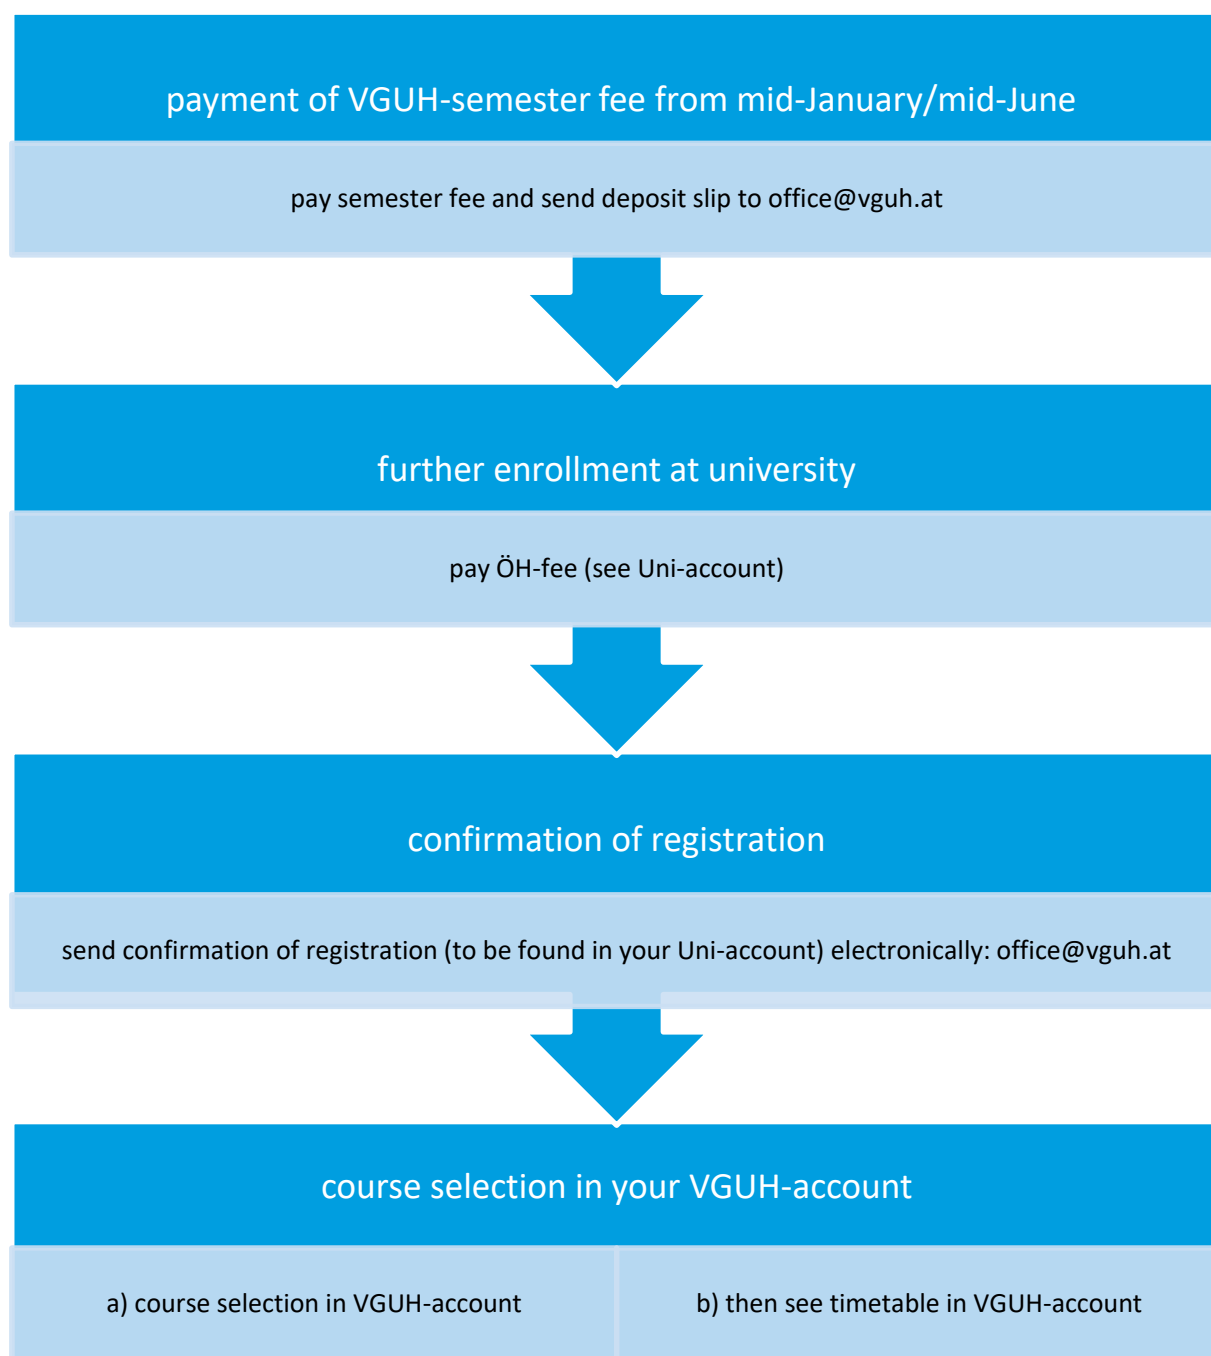 payment of VGUH-semester fee from mid-January/mid-June
pay semester fee and send deposit slip to office@vguh.at
further enrollment at university
pay ÖH-fee (see Uni-account)
confirmation of registration
send confirmation of registration (to be found in your Uni-account) electronically: office@vguh.at
course selection in your VGUH-account
a) course selection in VGUH-account
b) then see timetable in VGUH-account